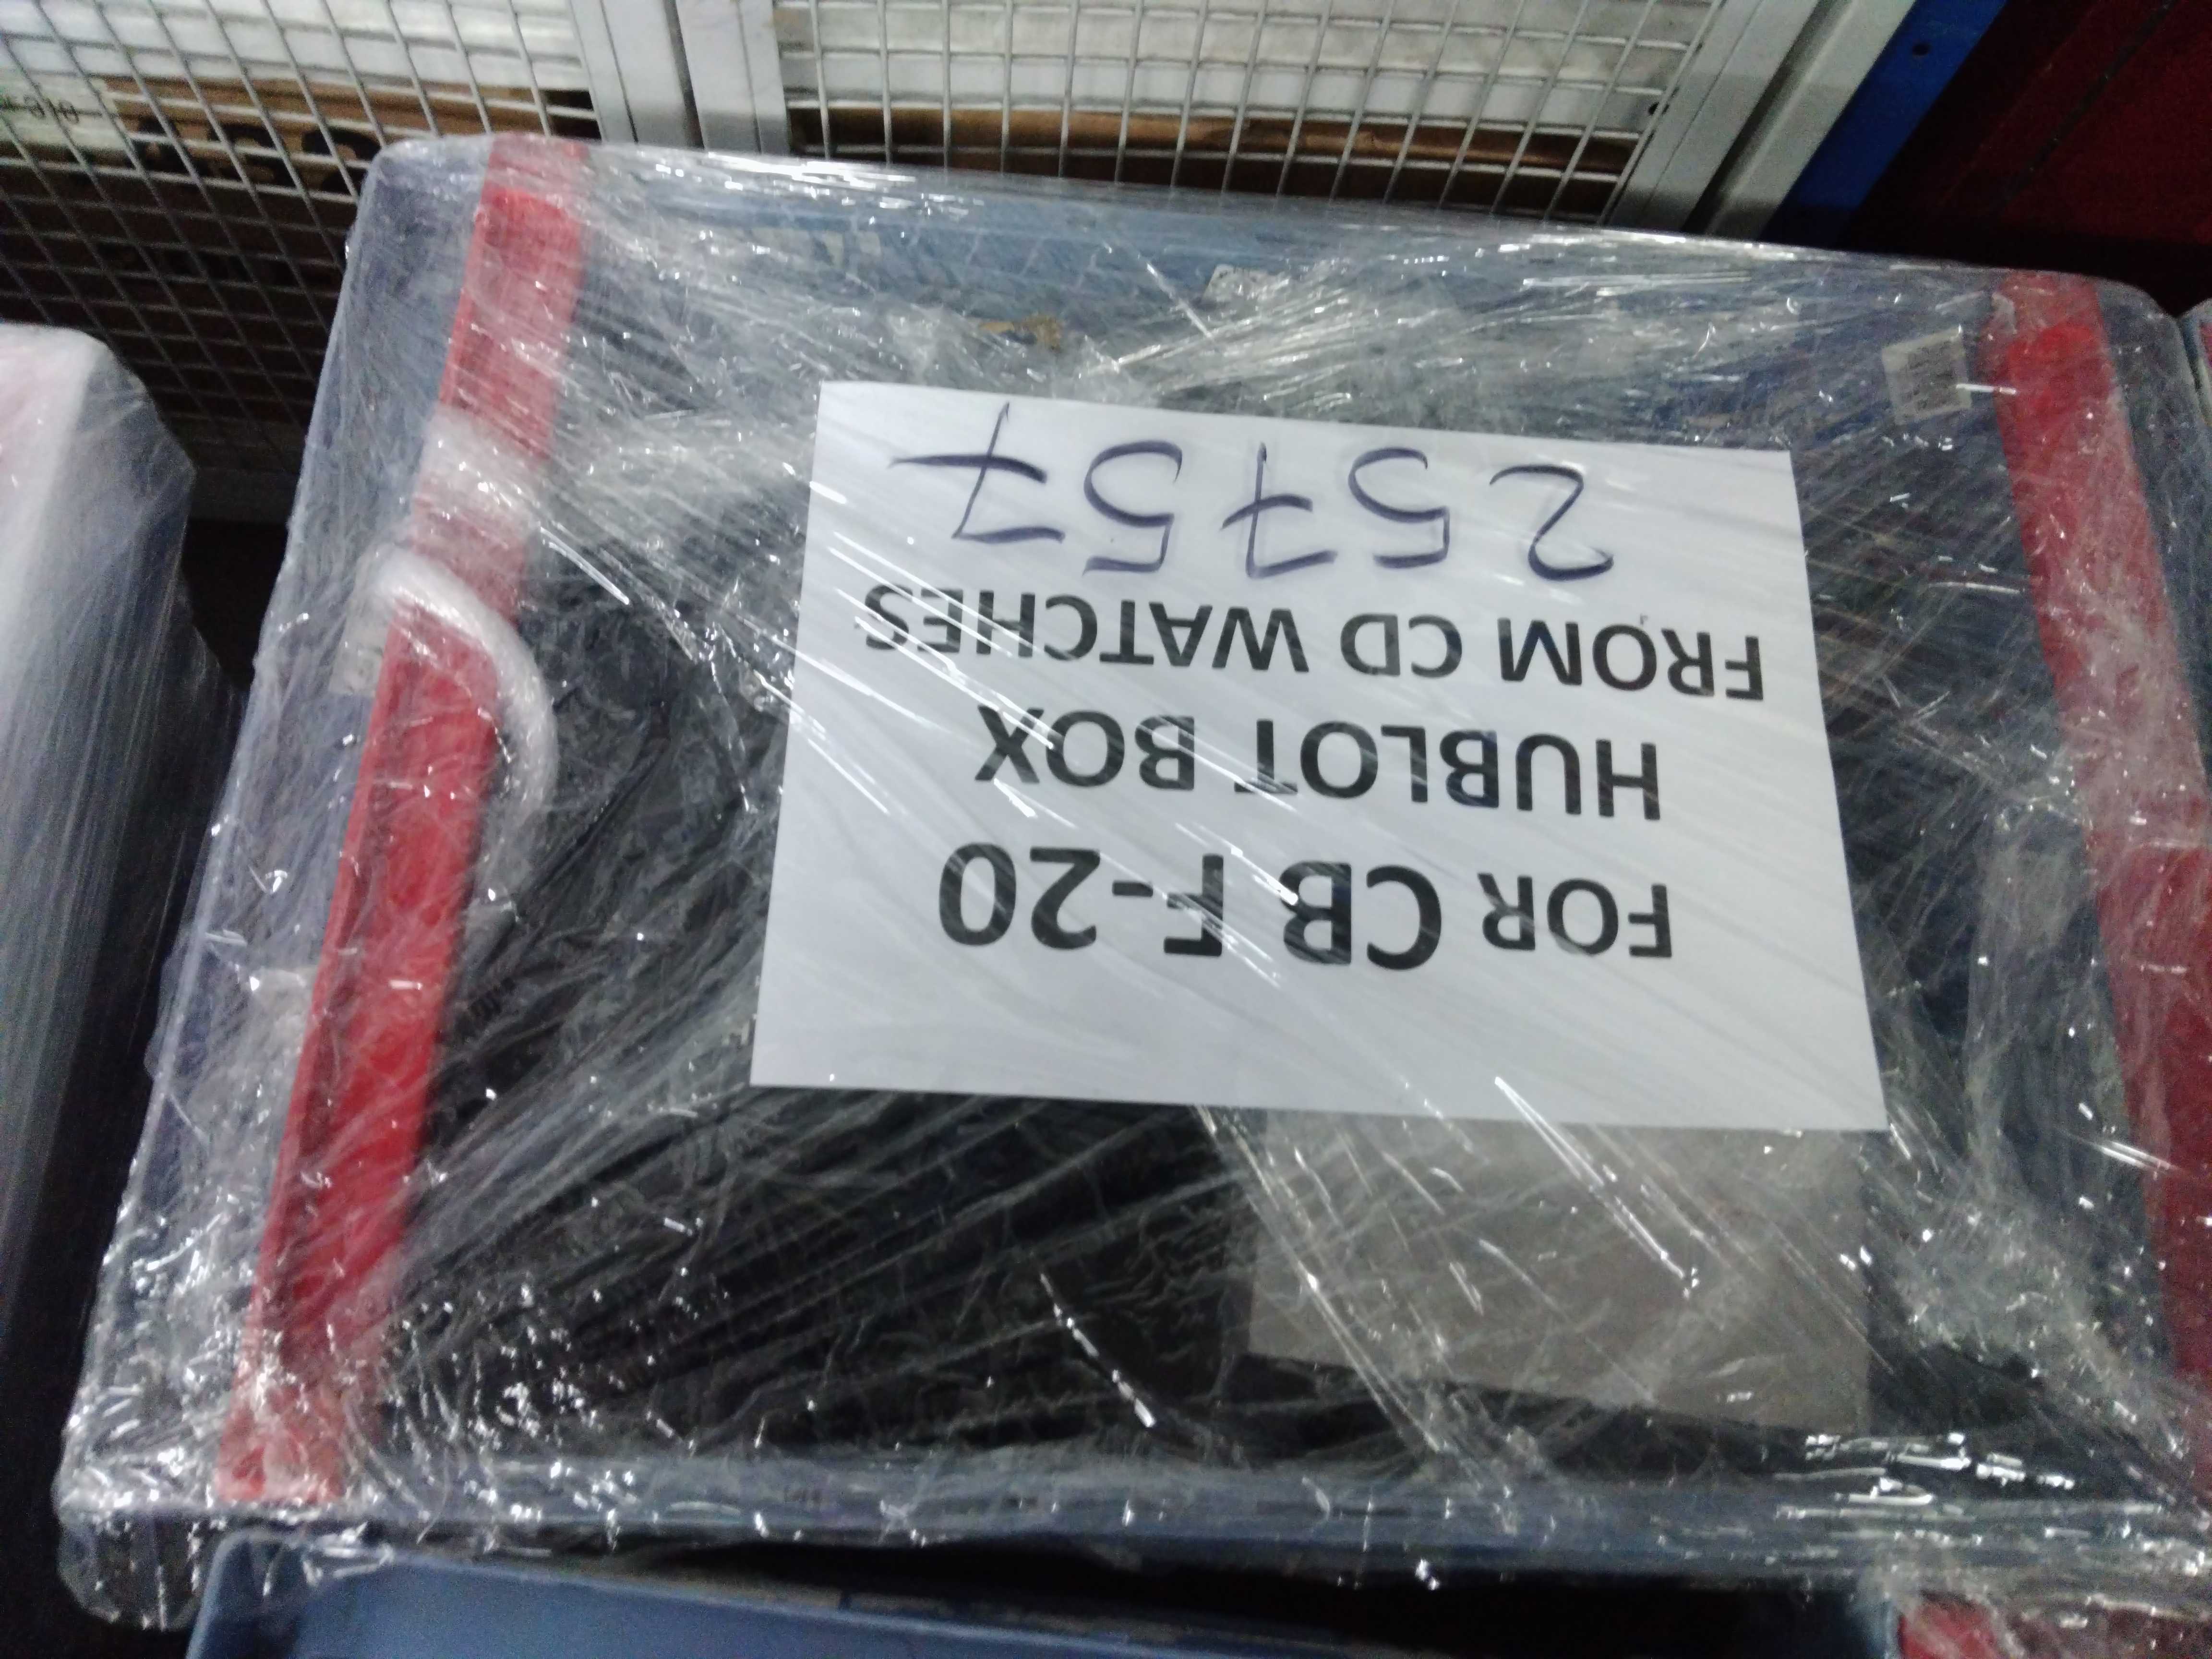 FOR CB F-20
HUBLOT BOX
FROM CD WATCHES
25757